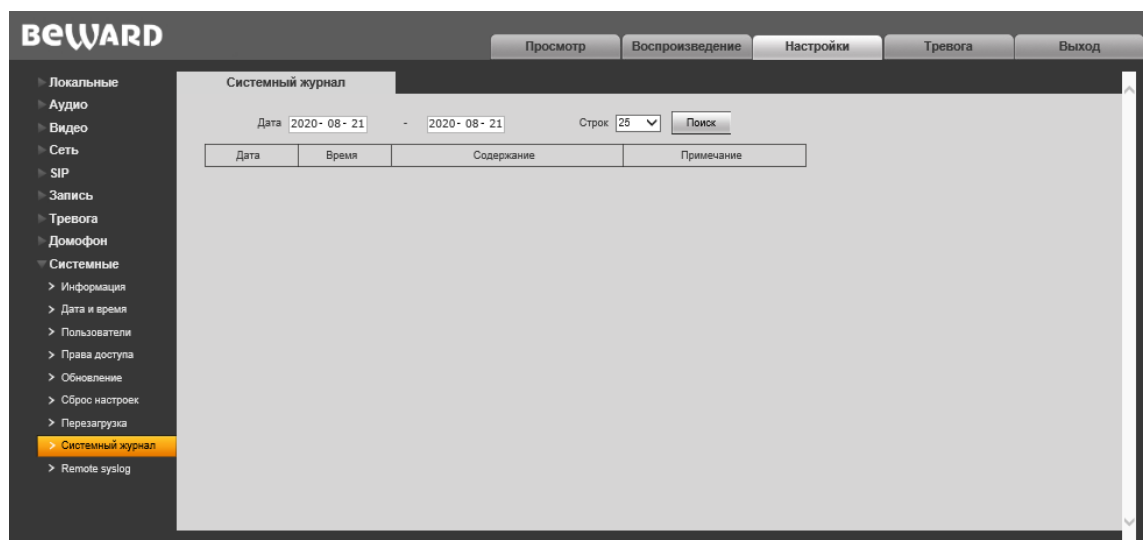 BEWARD
Просмотр Воспроизведение Настройки Тревога Выход
Локальные
Аудио
Видео
Сеть
SIP
Запись
Тревога
Домофон
Системные
Информация
Дата и время
Пользователи
Права доступа
Обновление
Сброс настроек
Перезагрузка
Системный журнал
Remote syslog
Системный журнал
Дата 2020-08-21 - 2020-08-21 Строк 25 Поиск
Дата Время Содержание Примечание